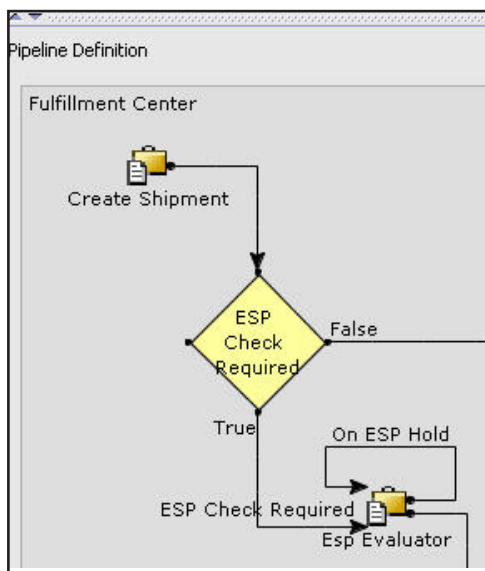 Pipeline Definition
Fulfillment Center
Create Shipment
ESP
Check
Required
False
True
On ESP Hold
ESP Check Required
Esp Evaluator